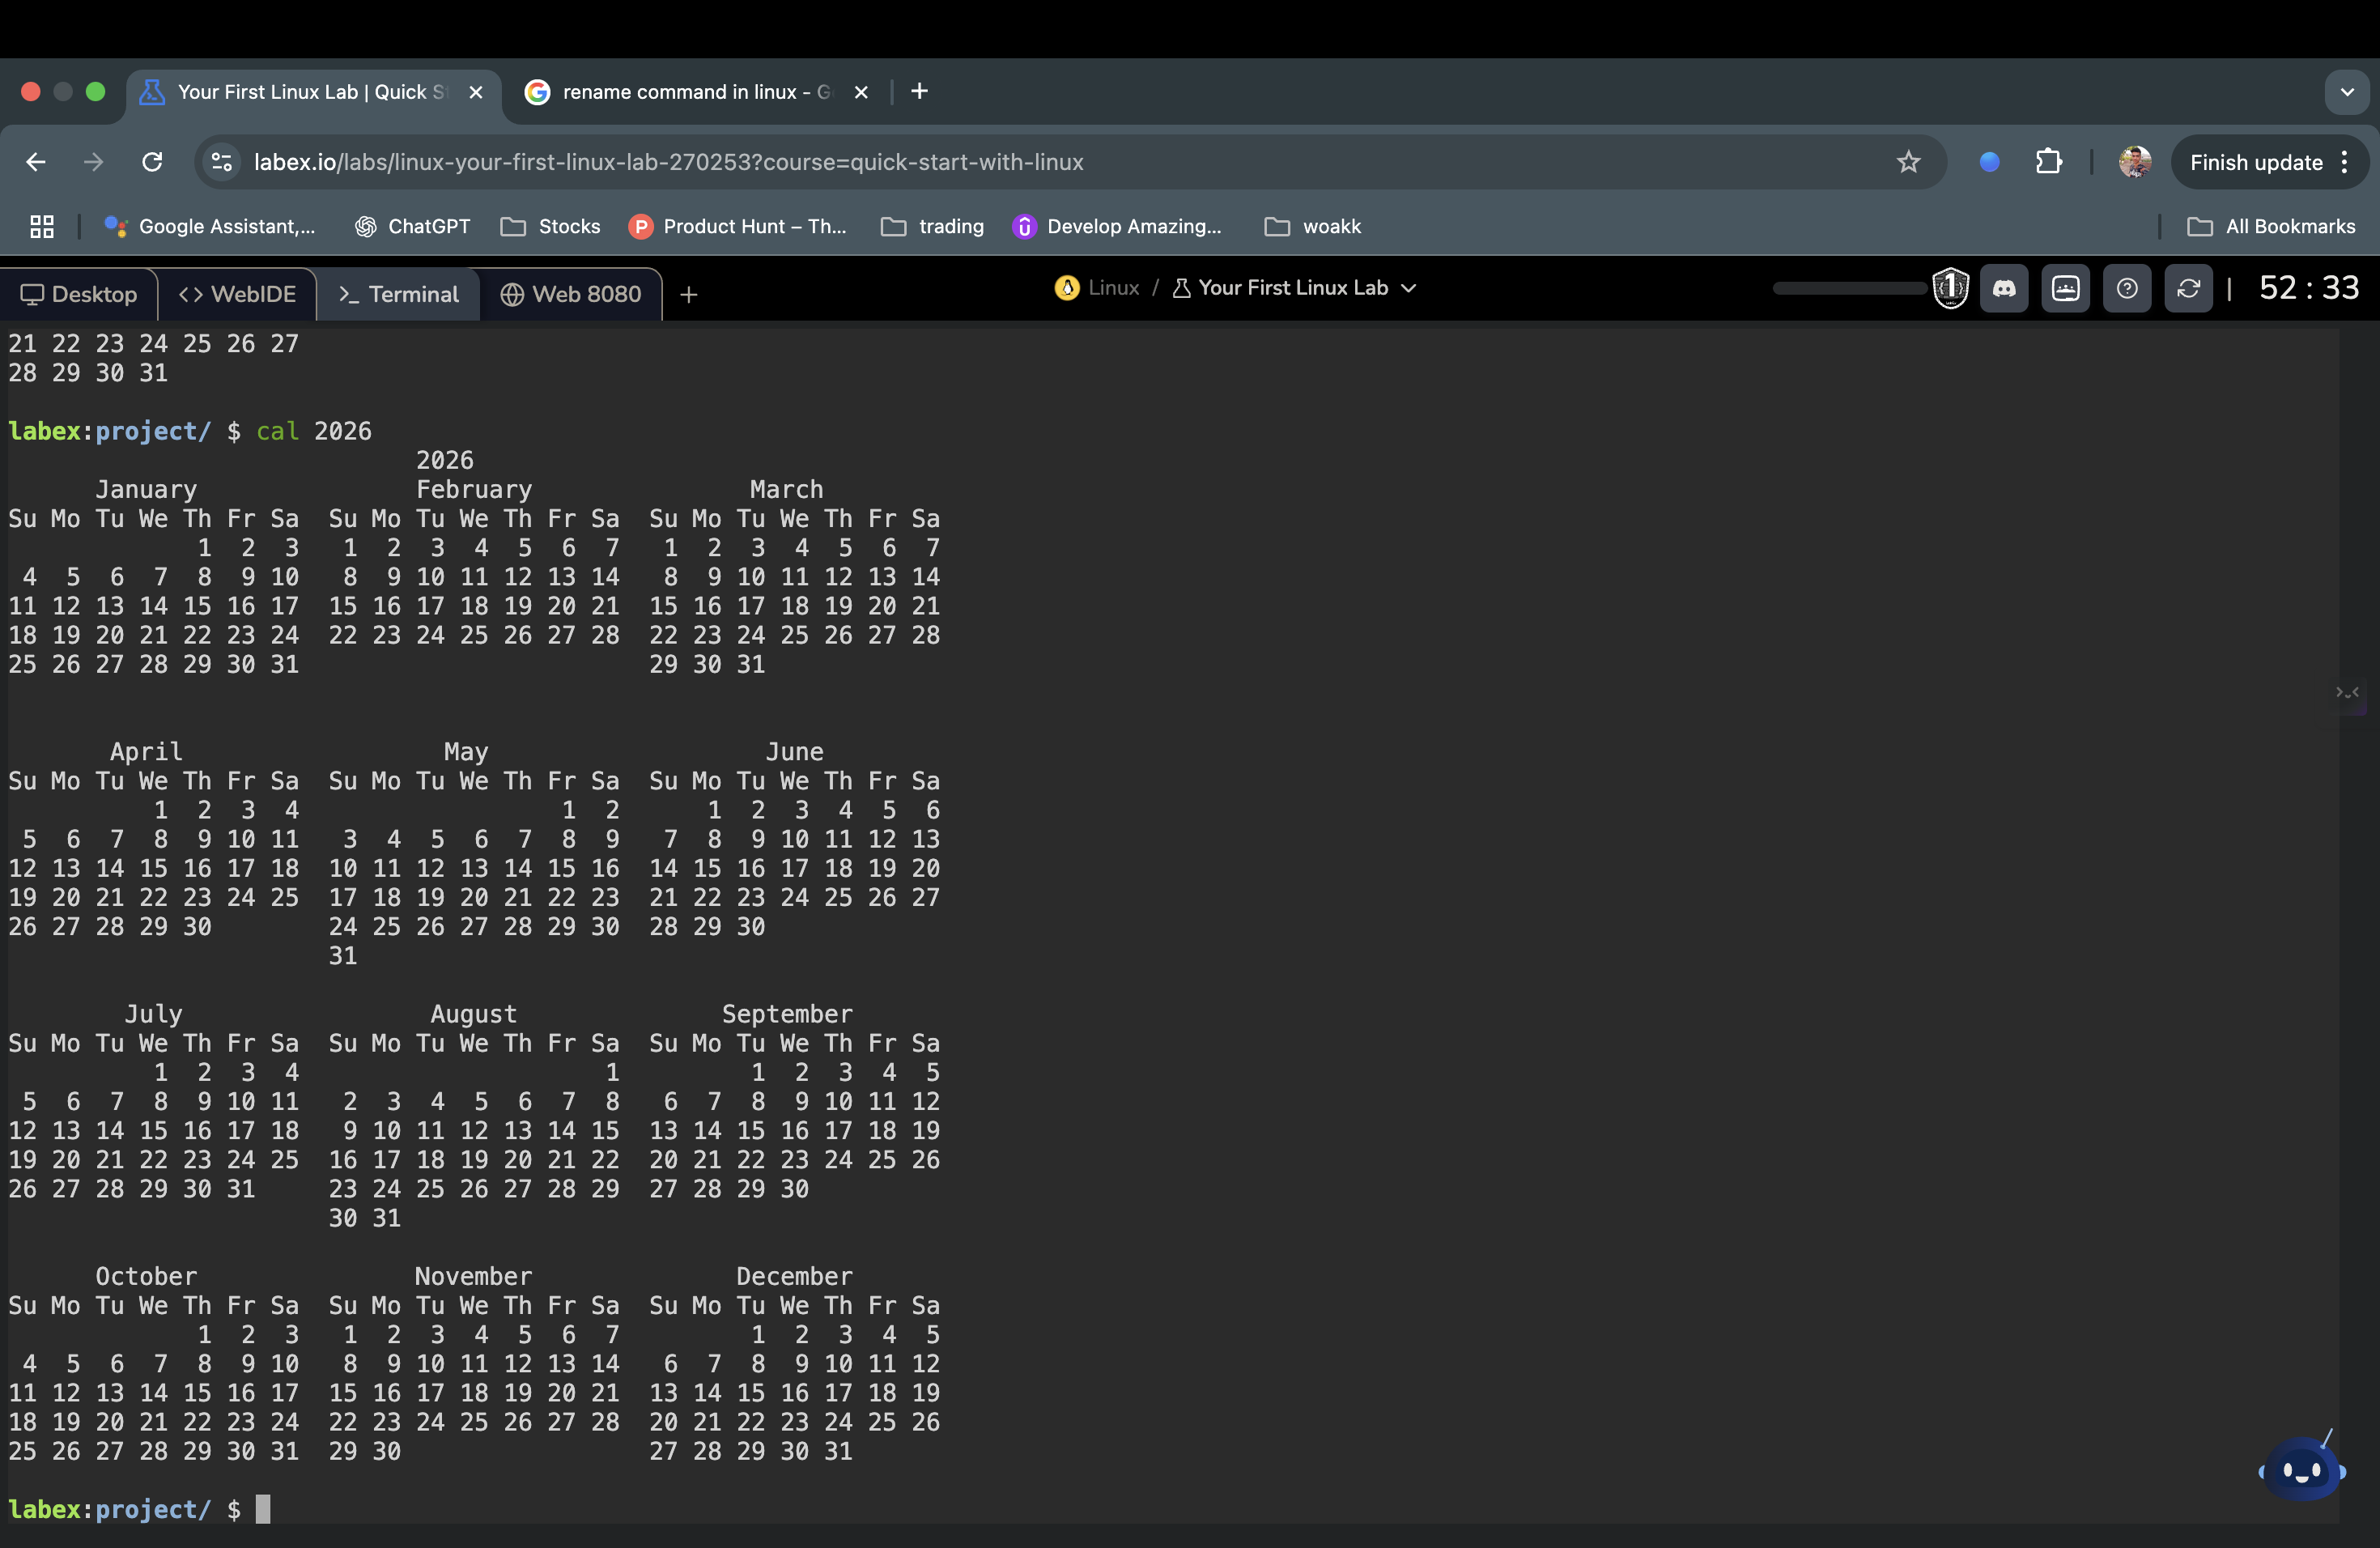 Your First Linux Lab | Quick S
rename command in linux - G
labex.io/labs/linux-your-first-linux-lab-270253?course=quick-start-with-linux
Finish update
Google Assistant,... ChatGPT Stocks P Product Hunt – Th... trading Develop Amazing... woakk All Bookmarks
Desktop <> WebIDE >_ Terminal Web 8080 + Linux / Your First Linux Lab 1 | 52 : 33
21 22 23 24 25 26 27
28 29 30 31
labex:project/ $ cal 2026
                            2026
      January               February               March
Su Mo Tu We Th Fr Sa  Su Mo Tu We Th Fr Sa  Su Mo Tu We Th Fr Sa
             1  2  3   1  2  3  4  5  6  7   1  2  3  4  5  6  7
 4  5  6  7  8  9 10   8  9 10 11 12 13 14   8  9 10 11 12 13 14
11 12 13 14 15 16 17  15 16 17 18 19 20 21  15 16 17 18 19 20 21
18 19 20 21 22 23 24  22 23 24 25 26 27 28  22 23 24 25 26 27 28
25 26 27 28 29 30 31                        29 30 31
       April                  May                  June
Su Mo Tu We Th Fr Sa  Su Mo Tu We Th Fr Sa  Su Mo Tu We Th Fr Sa
          1  2  3  4                  1  2      1  2  3  4  5  6
 5  6  7  8  9 10 11   3  4  5  6  7  8  9   7  8  9 10 11 12 13
12 13 14 15 16 17 18  10 11 12 13 14 15 16  14 15 16 17 18 19 20
19 20 21 22 23 24 25  17 18 19 20 21 22 23  21 22 23 24 25 26 27
26 27 28 29 30        24 25 26 27 28 29 30  28 29 30
                      31
        July                 August              September
Su Mo Tu We Th Fr Sa  Su Mo Tu We Th Fr Sa  Su Mo Tu We Th Fr Sa
          1  2  3  4                     1         1  2  3  4  5
 5  6  7  8  9 10 11   2  3  4  5  6  7  8   6  7  8  9 10 11 12
12 13 14 15 16 17 18   9 10 11 12 13 14 15  13 14 15 16 17 18 19
19 20 21 22 23 24 25  16 17 18 19 20 21 22  20 21 22 23 24 25 26
26 27 28 29 30 31     23 24 25 26 27 28 29  27 28 29 30
                      30 31
      October               November              December
Su Mo Tu We Th Fr Sa  Su Mo Tu We Th Fr Sa  Su Mo Tu We Th Fr Sa
             1  2  3   1  2  3  4  5  6  7         1  2  3  4  5
 4  5  6  7  8  9 10   8  9 10 11 12 13 14   6  7  8  9 10 11 12
11 12 13 14 15 16 17  15 16 17 18 19 20 21  13 14 15 16 17 18 19
18 19 20 21 22 23 24  22 23 24 25 26 27 28  20 21 22 23 24 25 26
25 26 27 28 29 30 31  29 30                 27 28 29 30 31
labex:project/ $